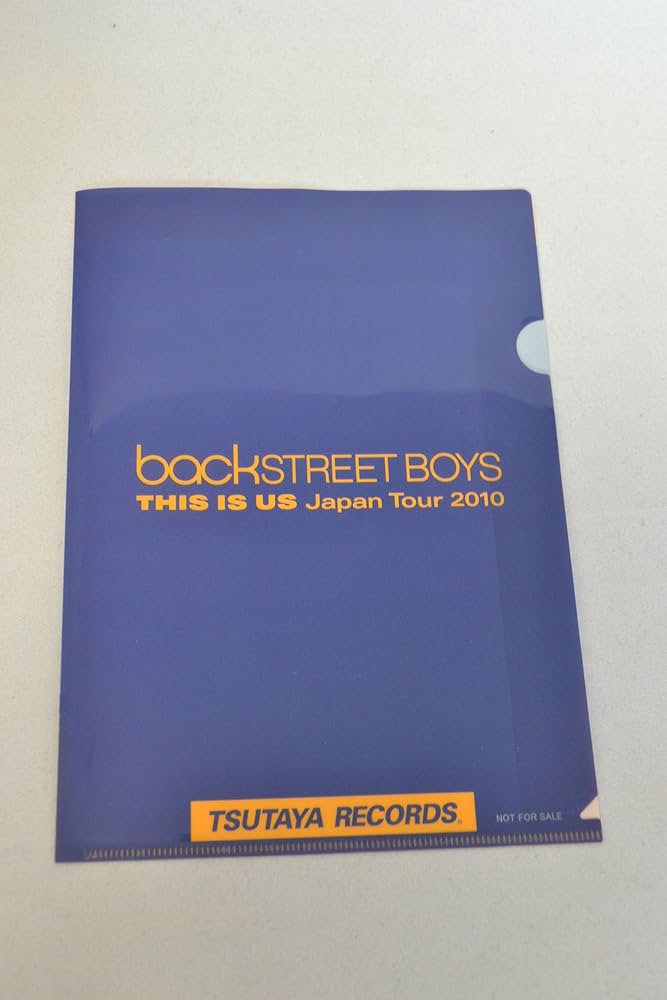 backSTREET BOYS
THIS IS US Japan Tour 2010
TSUTAYA RECORDS®
NOT FOR SALE